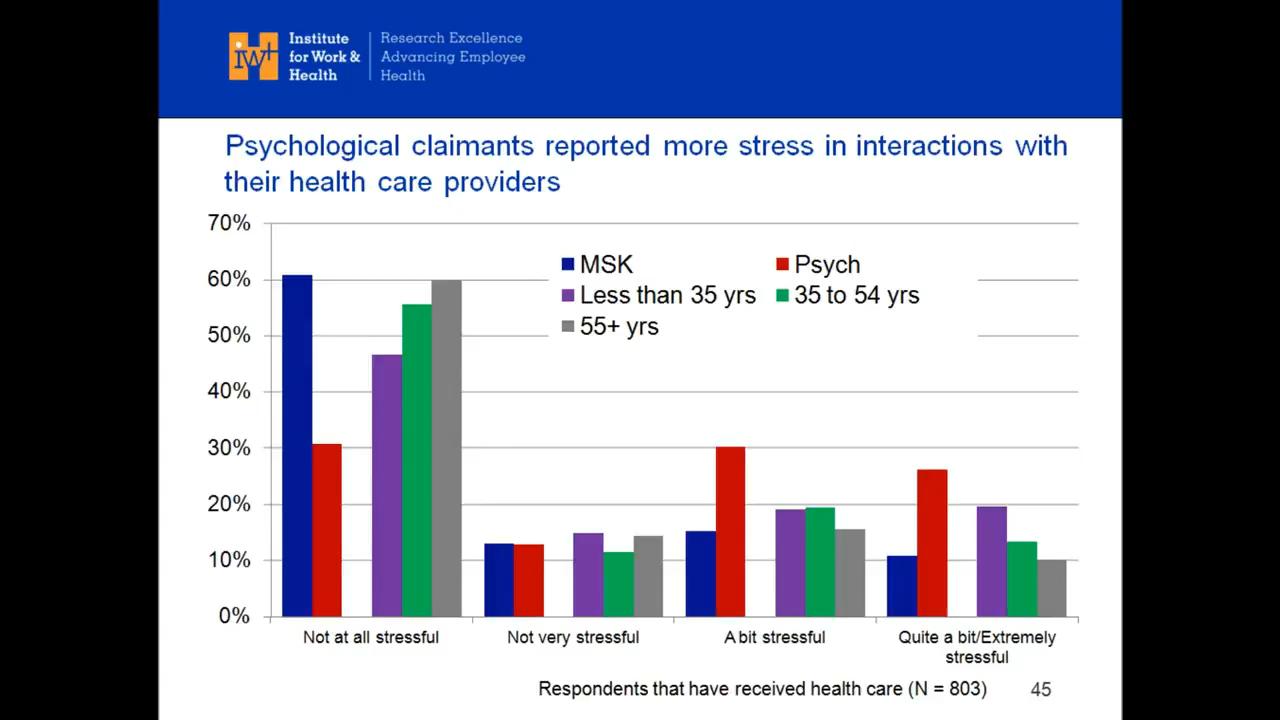 Institute
for Work &
Health
Research Excellence
Advancing Employee
Health
Psychological claimants reported more stress in interactions with
their health care providers
70%
60%
50%
40%
30%
20%
10%
0%
MSK
Psych
Less than 35 yrs
35 to 54 yrs
55+ yrs
Not at all stressful
Not very stressful
A bit stressful
Quite a bit/Extremely
stressful
Respondents that have received health care (N = 803)
45